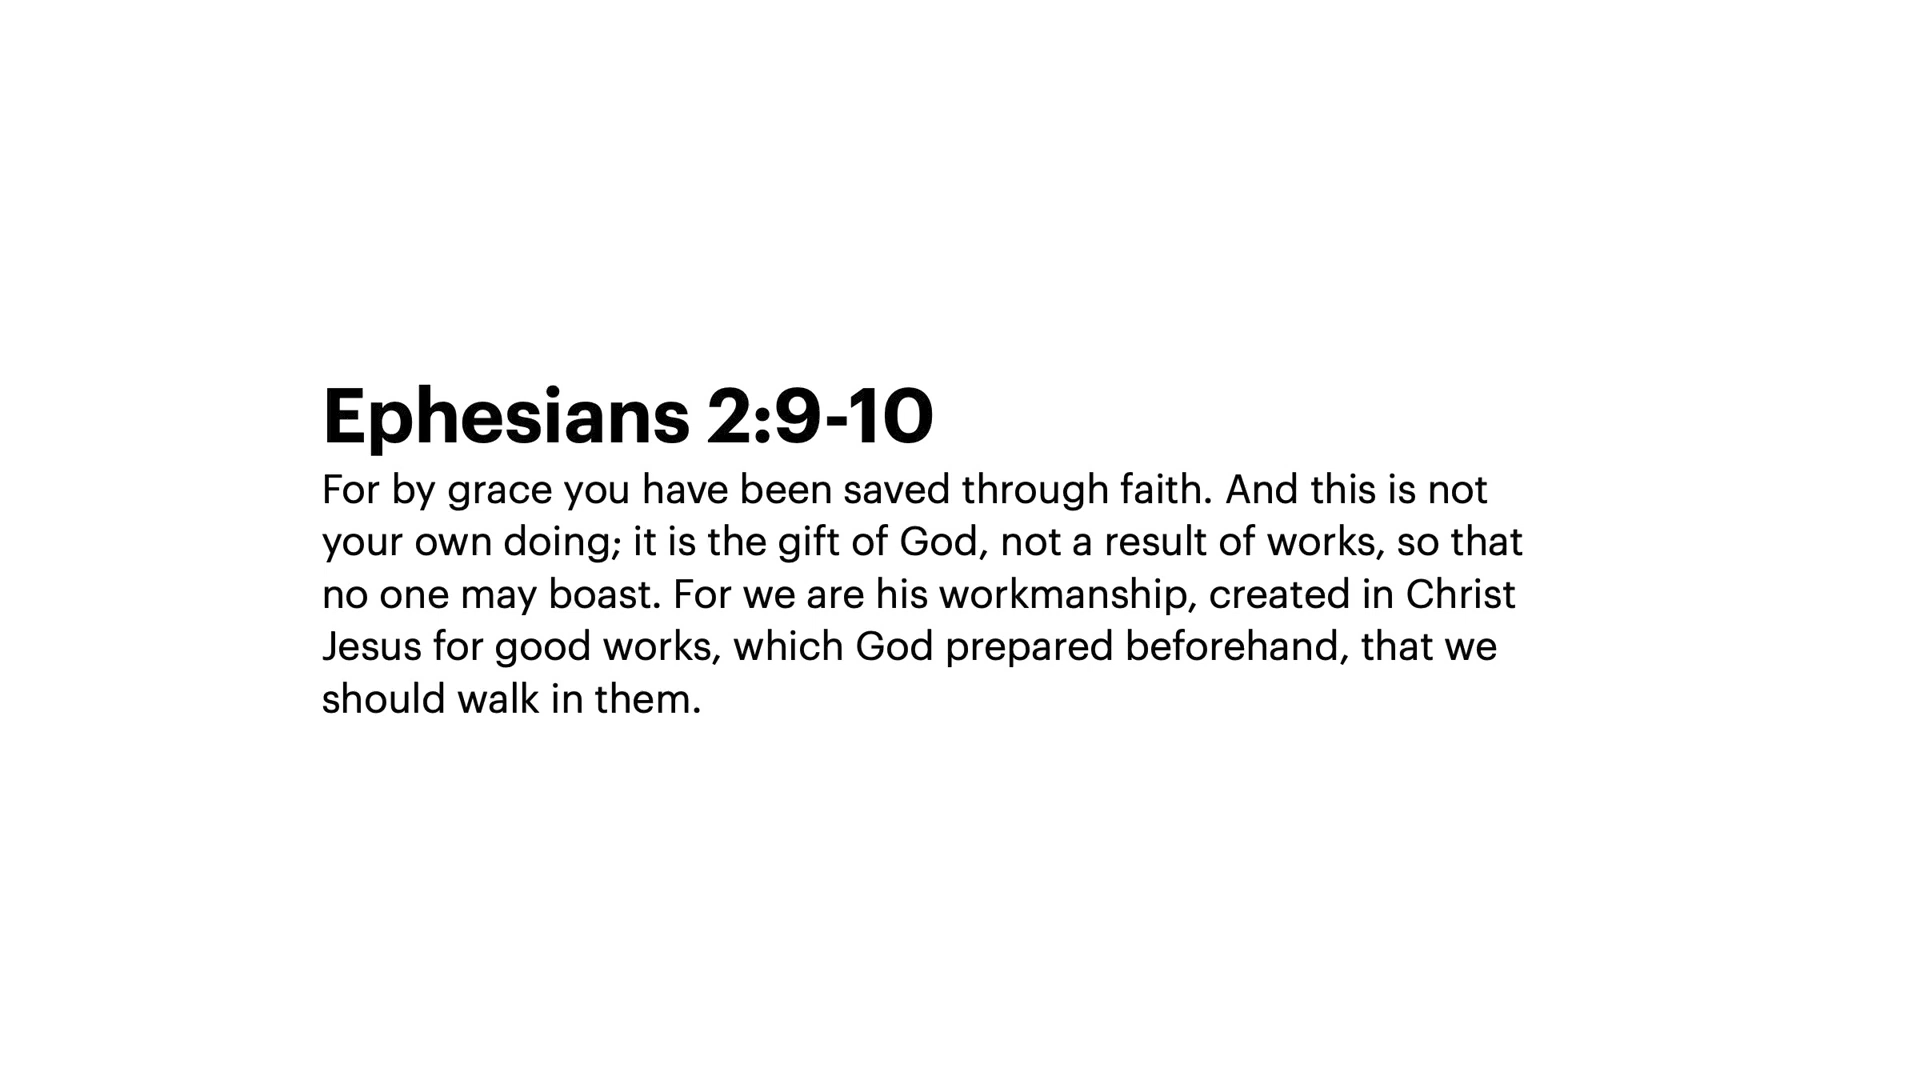 Ephesians 2:9-10
For by grace you have been saved through faith. And this is not
your own doing; it is the gift of God, not a result of works, so that
no one may boast. For we are his workmanship, created in Christ
Jesus for good works, which God prepared beforehand, that we
should walk in them.